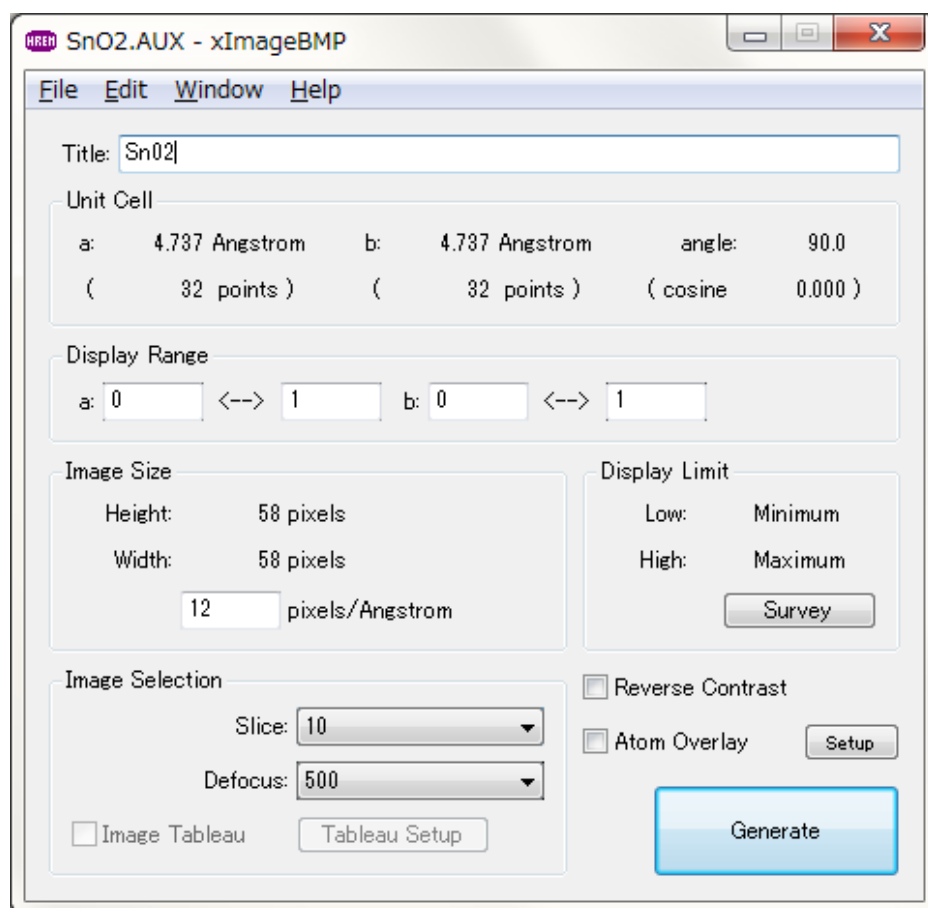 HREM SnO2.AUX - xImageBMP
File Edit Window Help
Title: Sn02
Unit Cell
a: 4.737 Angstrom b: 4.737 Angstrom angle: 90.0
( 32 points ) ( 32 points ) ( cosine 0.000 )
Display Range
a: 0 <--> 1 b: 0 <--> 1
Image Size
Height: 58 pixels
Width: 58 pixels
12 pixels/Angstrom
Display Limit
Low: Minimum
High: Maximum
Survey
Image Selection
Slice: 10
Defocus: 500
Image Tableau Tableau Setup
Reverse Contrast
Atom Overlay Setup
Generate